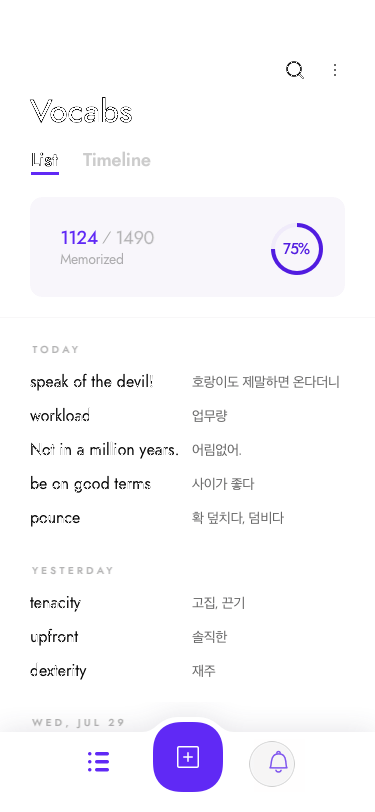 Vocabs
List Timeline
1124 / 1490
Memorized
75%
TODAY
speak of the devil! 호랑이도 제말하면 온다더니
workload 업무량
Not in a million years. 어림없어.
be on good terms 사이가 좋다
pounce 확 덮치다, 덤비다
YESTERDAY
tenacity 고집, 끈기
upfront 솔직한
dexterity 재주
WED, JUL 29